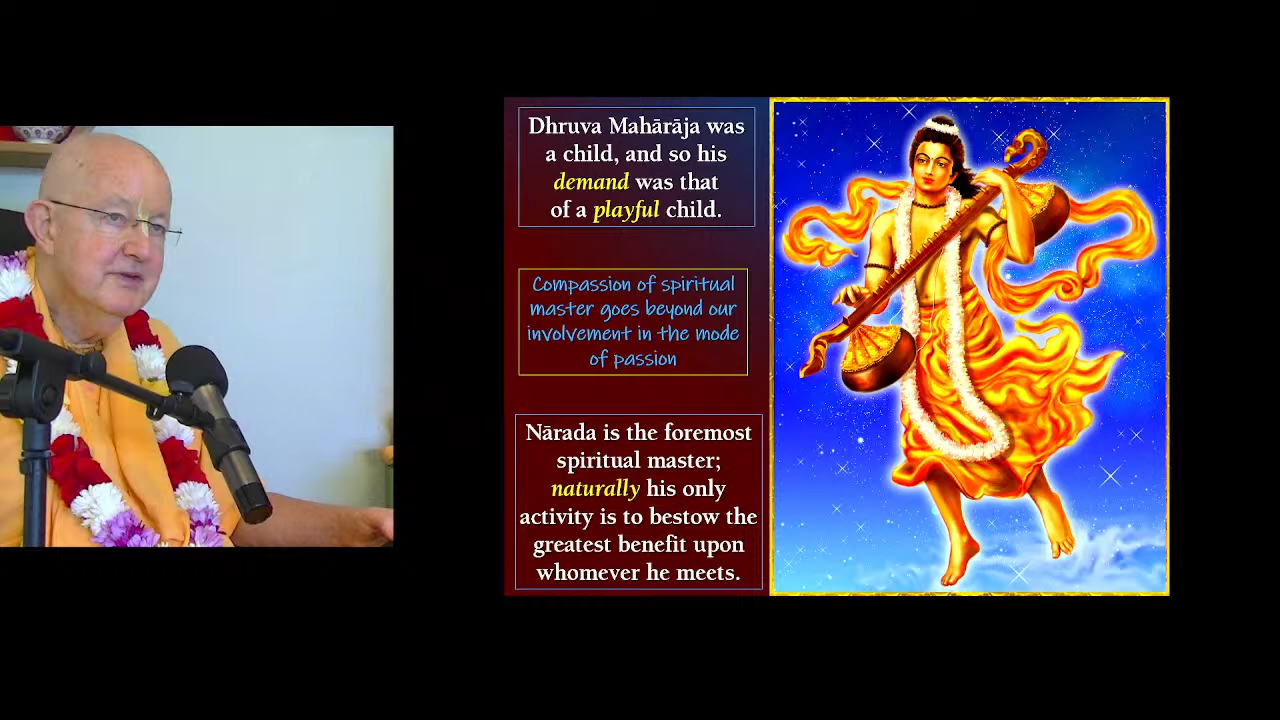 Dhruva Mahārāja was
a child, and so his
demand was that
of a playful child.
Compassion of spiritual
master goes beyond our
involvement in the mode
of passion
Nārada is the foremost
spiritual master;
naturally his only
activity is to bestow the
greatest benefit upon
whomever he meets.